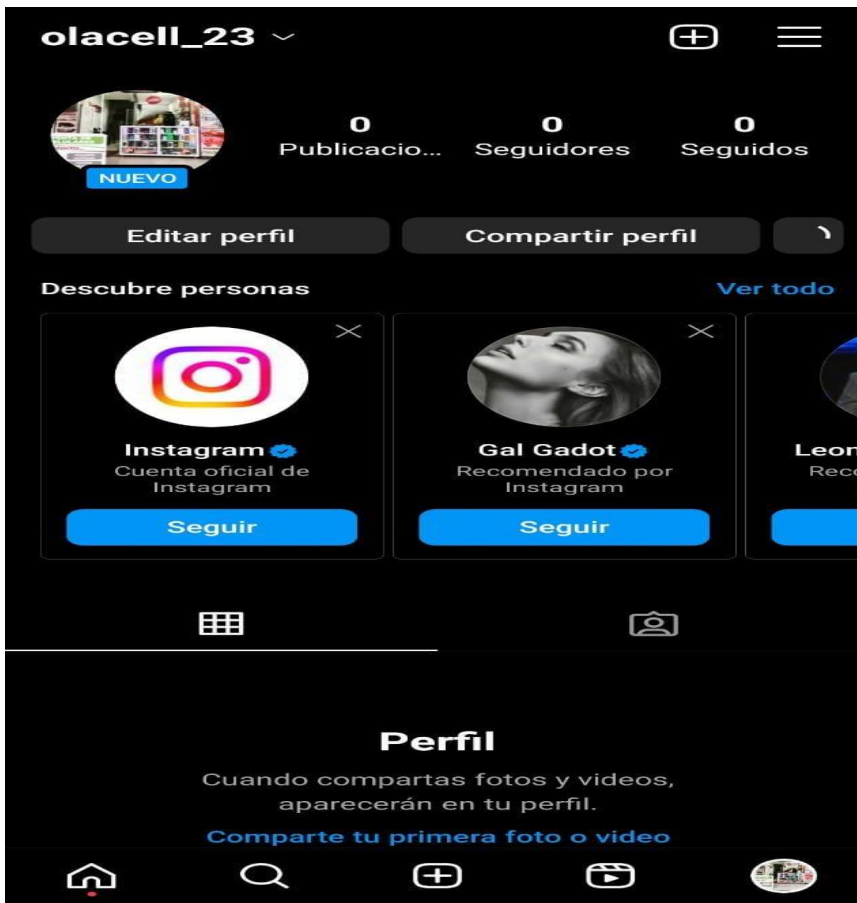 olacell_23
0 0 0
Publicacio... Seguidores Seguidos
NUEVO
Editar perfil Compartir perfil
Descubre personas Ver todo
Instagram Gal Gadot Leon
Cuenta oficial de Recomendado por Reco
Instagram Instagram
Seguir Seguir
Perfil
Cuando compartas fotos y videos,
aparecerán en tu perfil.
Comparte tu primera foto o video